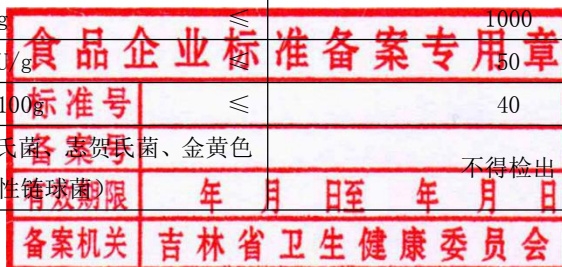 g ≤ 1000
食品企业标准备案专用章
U/g ≤ 50
标准号
100g ≤ 40
备案号
氏菌、志贺氏菌、金黄色
不得检出
性链球菌）
有效期限 年 月 日至 年 月 日
备案机关 吉林省卫生健康委员会